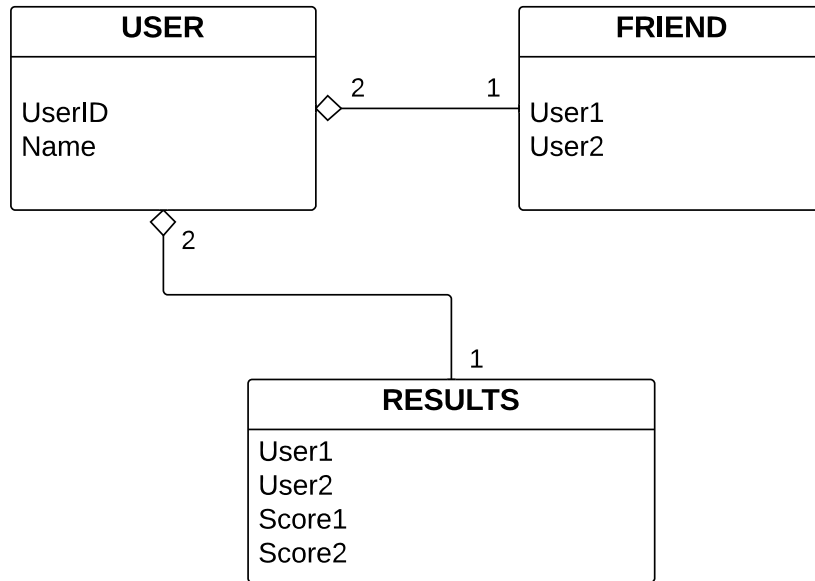 USER
UserID
Name
2
1
FRIEND
User1
User2
2
1
RESULTS
User1
User2
Score1
Score2